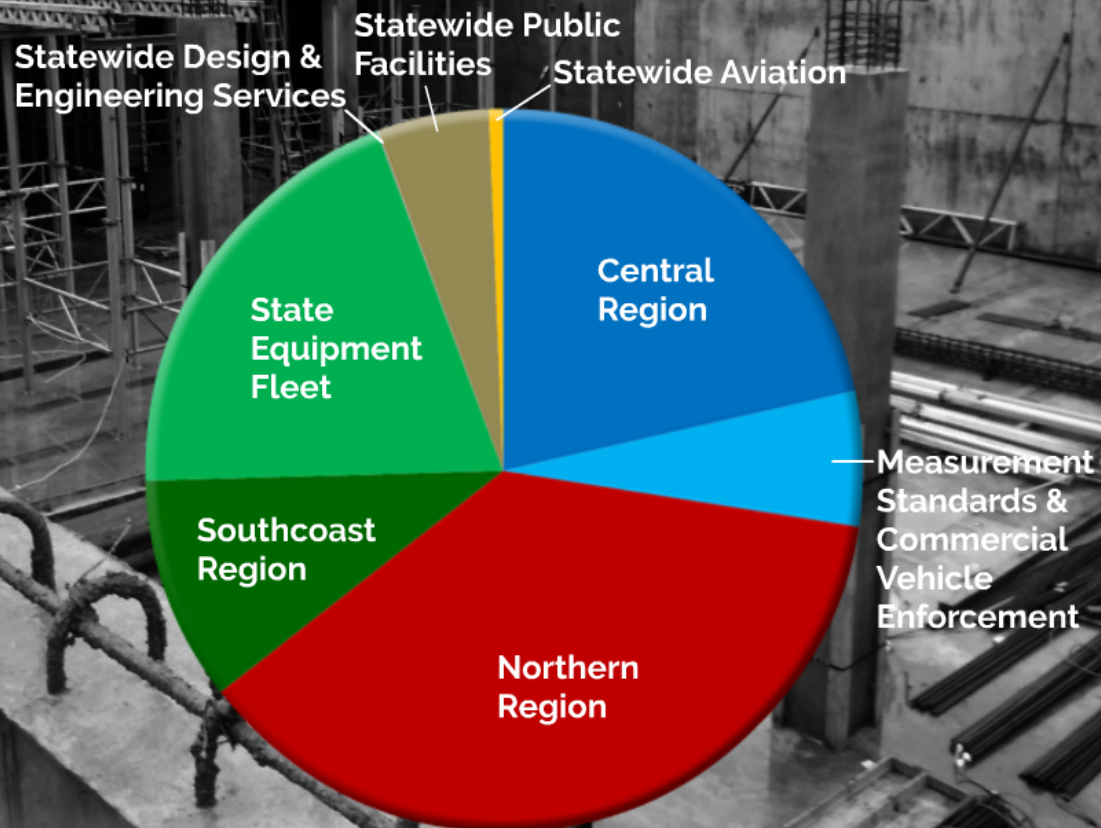 Statewide Public
Facilities
Statewide Design &
Engineering Services
Statewide Aviation
Central
Region
State
Equipment
Fleet
Measurement
Standards &
Commercial
Vehicle
Enforcement
Southcoast
Region
Northern
Region